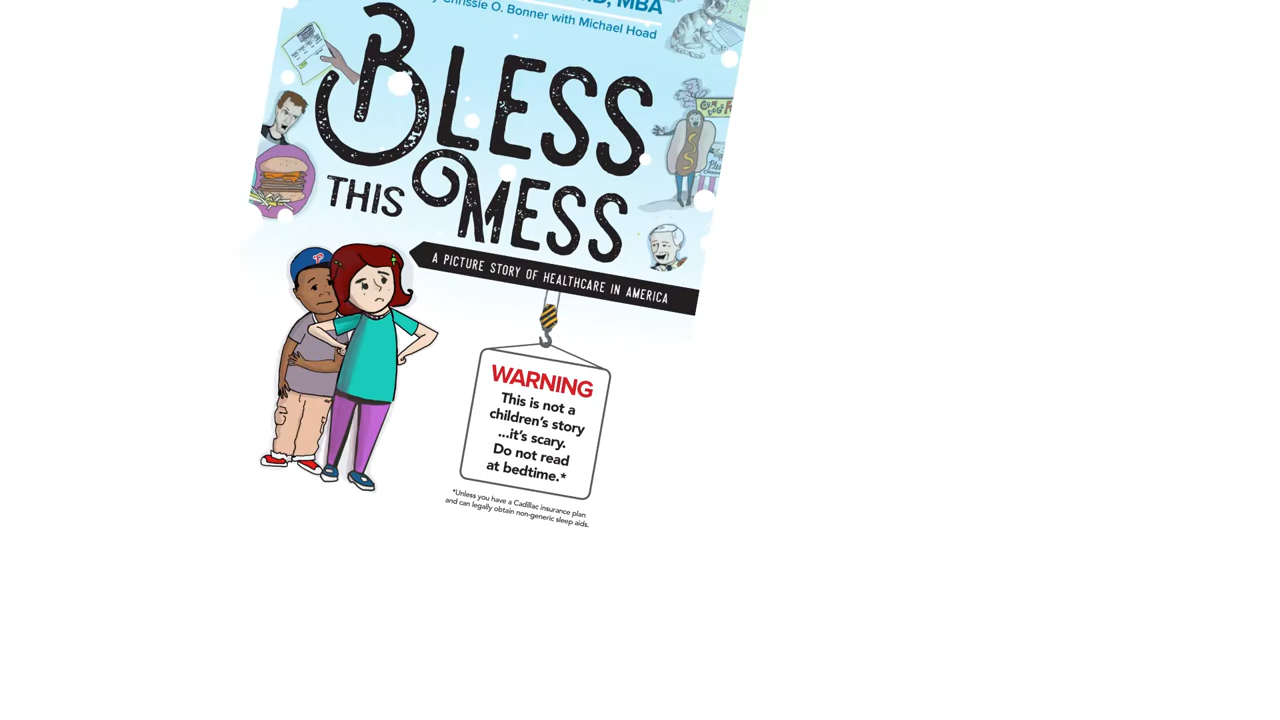 MBA
Chrissie O. Bonner with Michael Hoad
BLESS
THIS MESS
A PICTURE STORY OF HEALTHCARE IN AMERICA
WARNING
This is not a
children's story
...it's scary.
Do not read
at bedtime.*
*Unless you have a Cadillac insurance plan
and can legally obtain non-generic sleep aids.